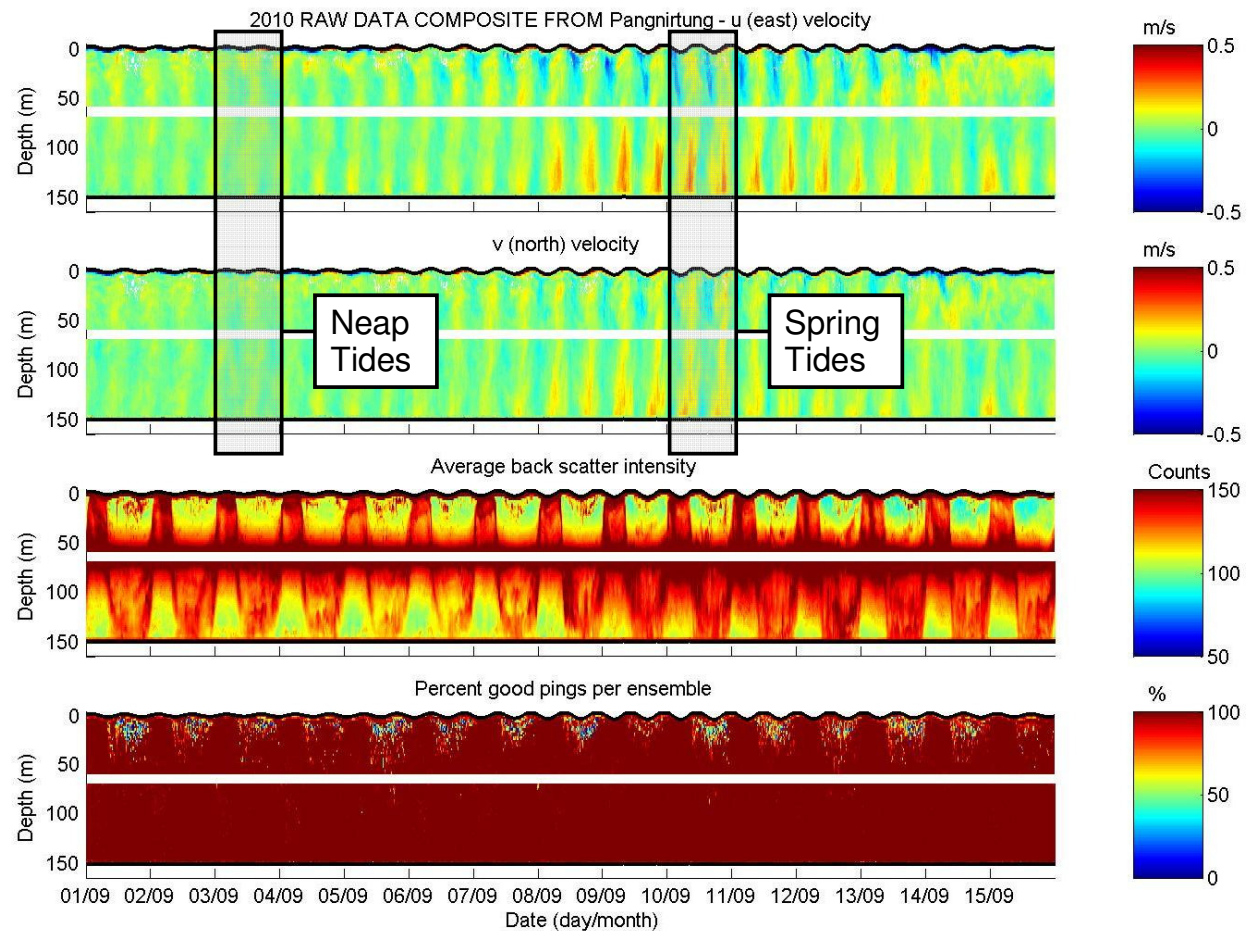 2010 RAW DATA COMPOSITE FROM Pangnirtung - u (east) velocity
m/s
0
50
100
150
Depth (m)
0.5
0
-0.5
v (north) velocity
m/s
0
50
100
150
Depth (m)
0.5
0
-0.5
Neap
Tides
Spring
Tides
Average back scatter intensity
Counts
0
50
100
150
Depth (m)
150
100
50
Percent good pings per ensemble
%
0
50
100
150
Depth (m)
100
50
0
01/09 02/09 03/09 04/09 05/09 06/09 07/09 08/09 09/09 10/09 11/09 12/09 13/09 14/09 15/09
Date (day/month)